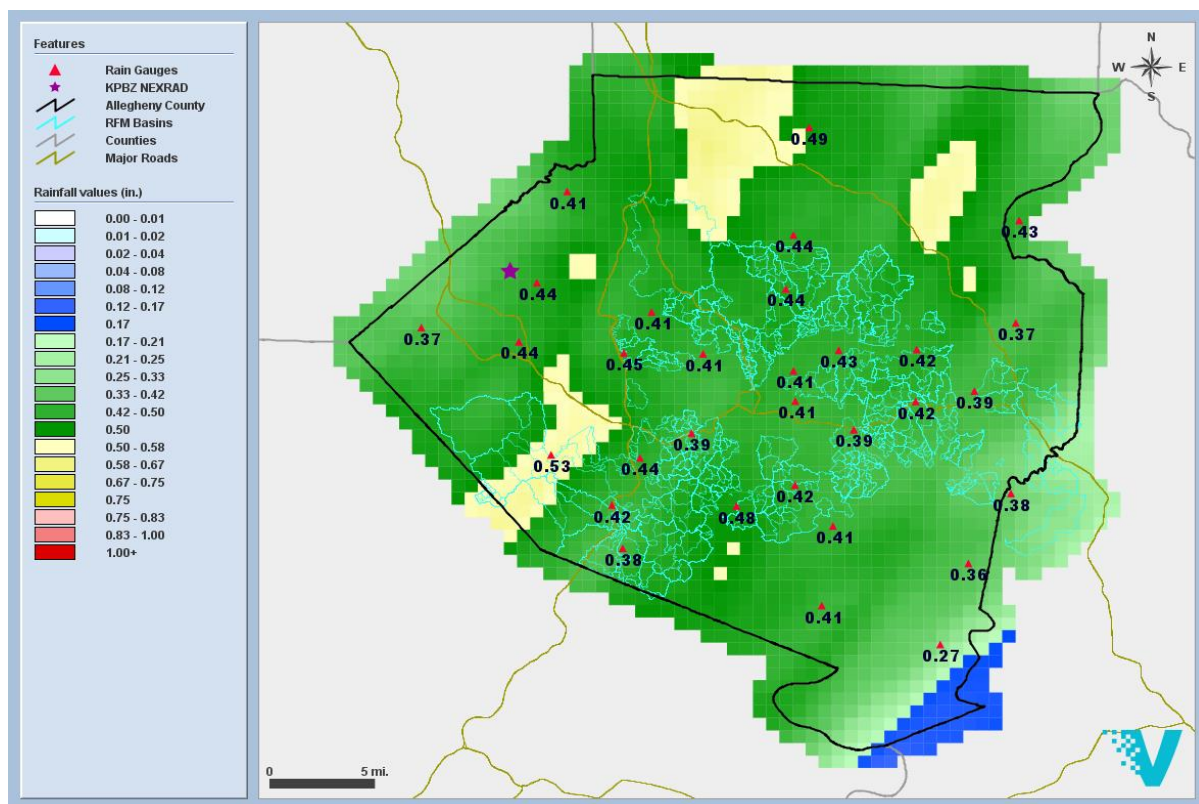 Features
Rain Gauges
KPBZ NEXRAD
Allegheny County
RFM Basins
Counties
Major Roads
Rainfall values (in.)
0.00 - 0.01
0.01 - 0.02
0.02 - 0.04
0.04 - 0.08
0.08 - 0.12
0.12 - 0.17
0.17
0.17 - 0.21
0.21 - 0.25
0.25 - 0.33
0.33 - 0.42
0.42 - 0.50
0.50
0.50 - 0.58
0.58 - 0.67
0.67 - 0.75
0.75
0.75 - 0.83
0.83 - 1.00
1.00+
N
W E
S
0.49
0.41
0.43
0.44
0.44
0.44
0.41
0.37
0.37
0.44
0.45
0.41
0.43
0.42
0.41
0.39
0.41
0.42
0.39
0.39
0.53
0.44
0.42
0.38
0.42
0.48
0.41
0.38
0.36
0.41
0.27
0 5 mi.
V